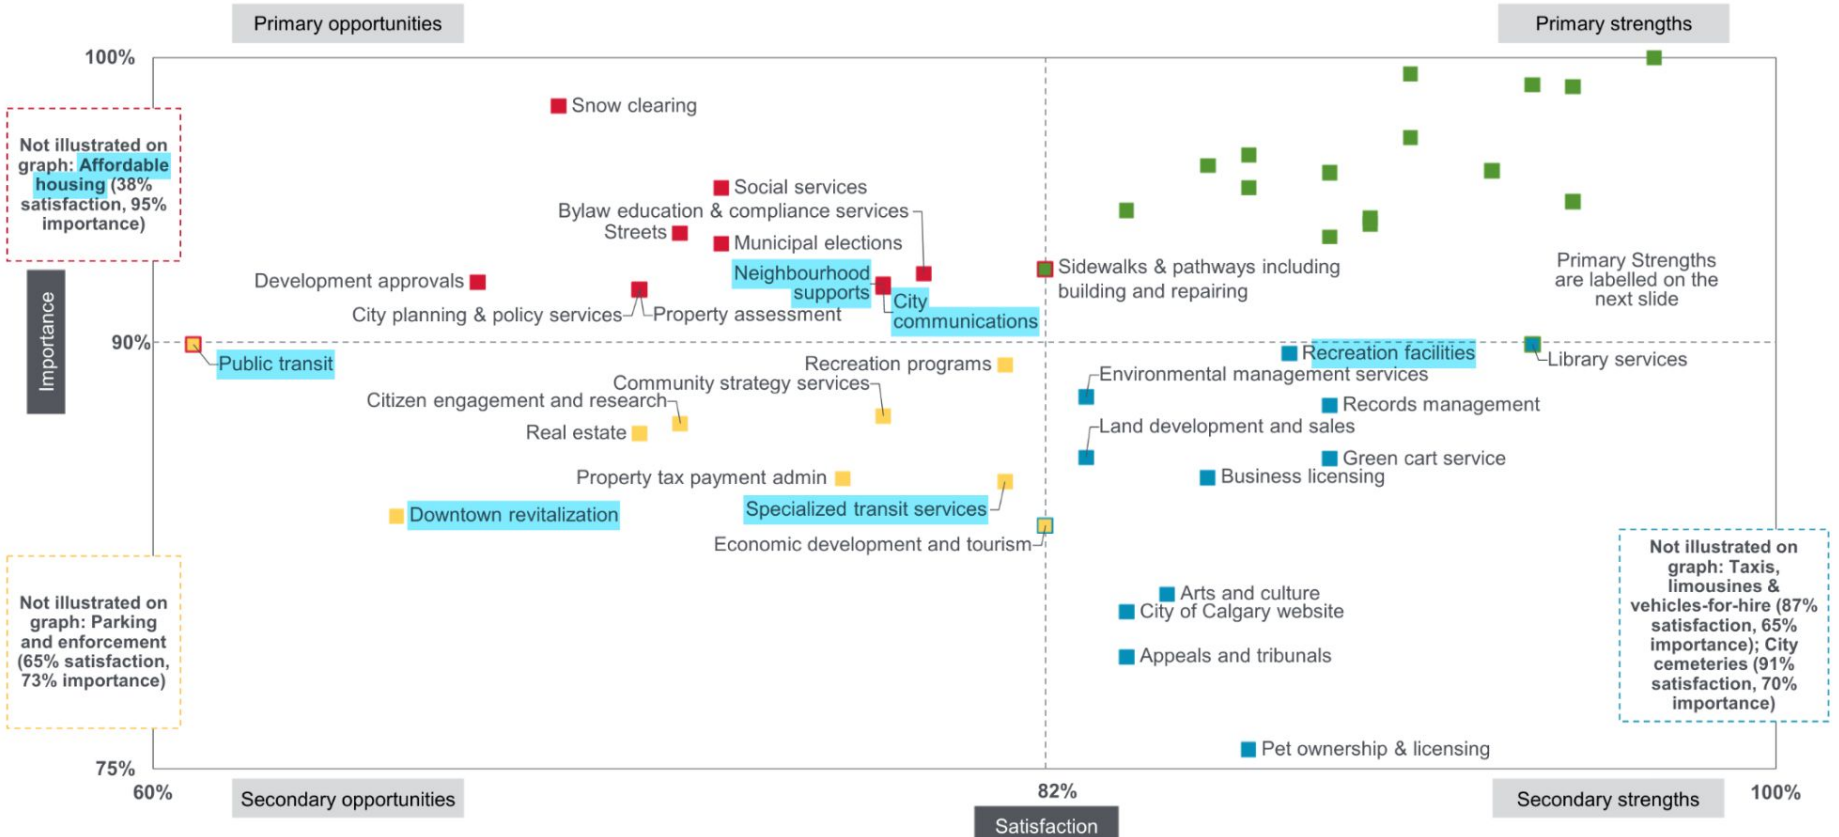 Primary opportunities
Primary strengths
100%
Snow clearing
Not illustrated on
graph: Affordable
housing (38%
satisfaction, 95%
importance)
Social services
Bylaw education & compliance services
Streets
Municipal elections
Neighbourhood
supports
Development approvals
City planning & policy services
Property assessment
City
communications
Sidewalks & pathways including
building and repairing
Primary Strengths
are labelled on the
next slide
Importance
90%
Public transit
Recreation programs
Community strategy services
Citizen engagement and research
Real estate
Property tax payment admin
Specialized transit services
Downtown revitalization
Economic development and tourism
Recreation facilities
Library services
Environmental management services
Records management
Land development and sales
Green cart service
Business licensing
Arts and culture
City of Calgary website
Appeals and tribunals
Pet ownership & licensing
Not illustrated on
graph: Parking
and enforcement
(65% satisfaction,
73% importance)
Not illustrated on
graph: Taxis,
limousines &
vehicles-for-hire (87%
satisfaction, 65%
importance); City
cemeteries (91%
satisfaction, 70%
importance)
75%
60%
82%
100%
Secondary opportunities
Secondary strengths
Satisfaction